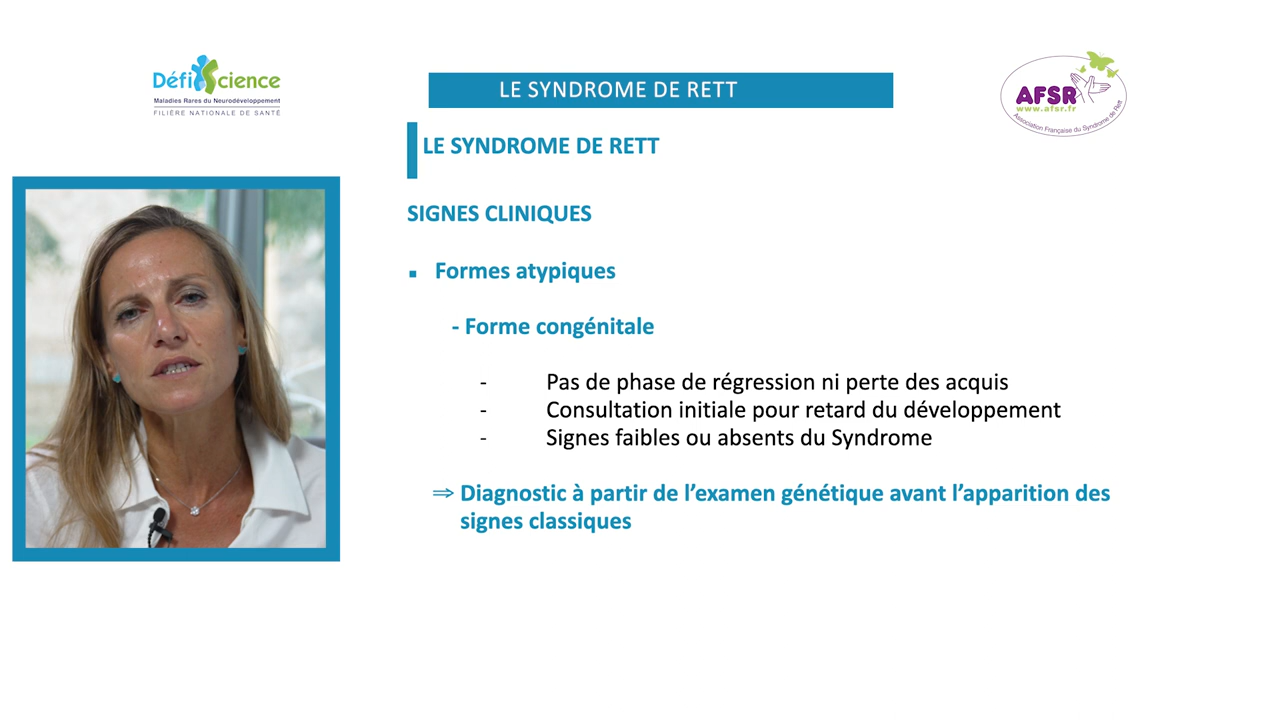 DéfiScience
Maladies Rares du Neurodéveloppement
FILIÈRE NATIONALE DE SANTÉ
LE SYNDROME DE RETT
AFSR
www.afsr.fr
Association Française du Syndrome de Rett
LE SYNDROME DE RETT
SIGNES CLINIQUES
▪ Formes atypiques
- Forme congénitale
- Pas de phase de régression ni perte des acquis
- Consultation initiale pour retard du développement
- Signes faibles ou absents du Syndrome
⇒ Diagnostic à partir de l’examen génétique avant l’apparition des
signes classiques